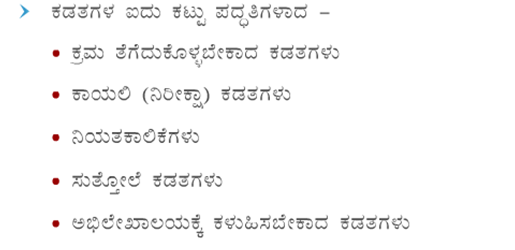 ಕಡತಗಳ ಐದು ಕಟ್ಟು ಪದ್ಧತಿಗಳಾದ –
ಕ್ರಮ ತೆಗೆದುಕೊಳ್ಳಬೇಕಾದ ಕಡತಗಳು
ಕಾಯಲಿ (ನಿರೀಕ್ಷಾ) ಕಡತಗಳು
ನಿಯತಕಾಲಿಕೆಗಳು
ಸುತ್ತೋಲೆ ಕಡತಗಳು
ಅಭಿಲೇಖಾಲಯಕ್ಕೆ ಕಳುಹಿಸಬೇಕಾದ ಕಡತಗಳು